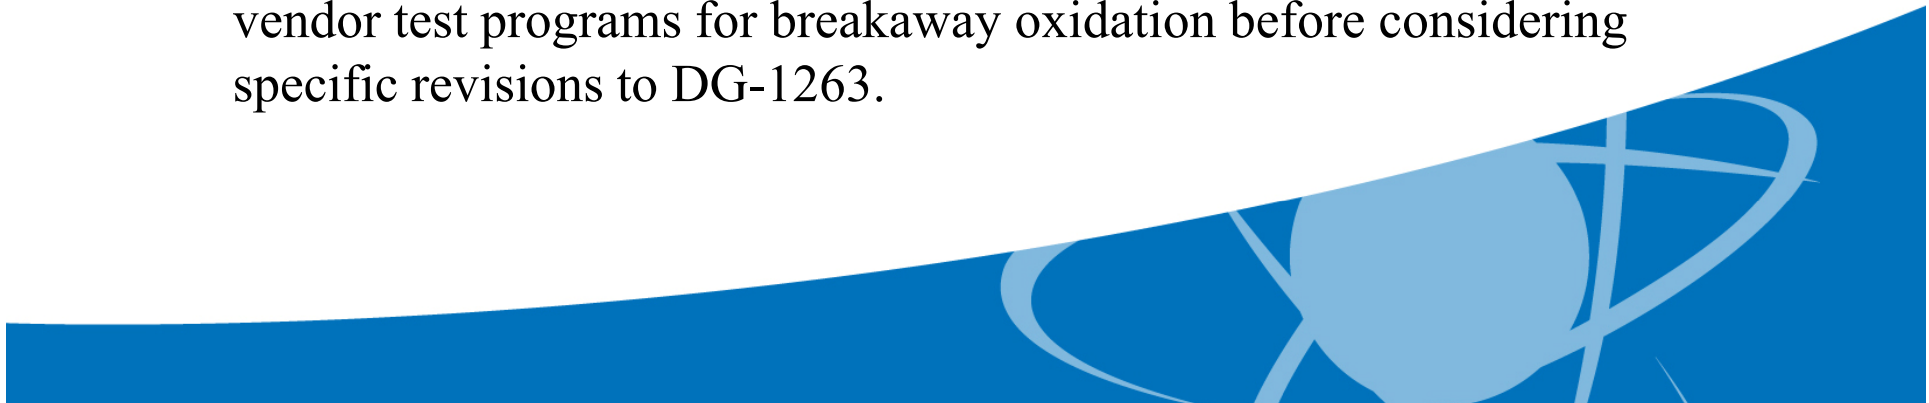 vendor test programs for breakaway oxidation before considering
specific revisions to DG-1263.